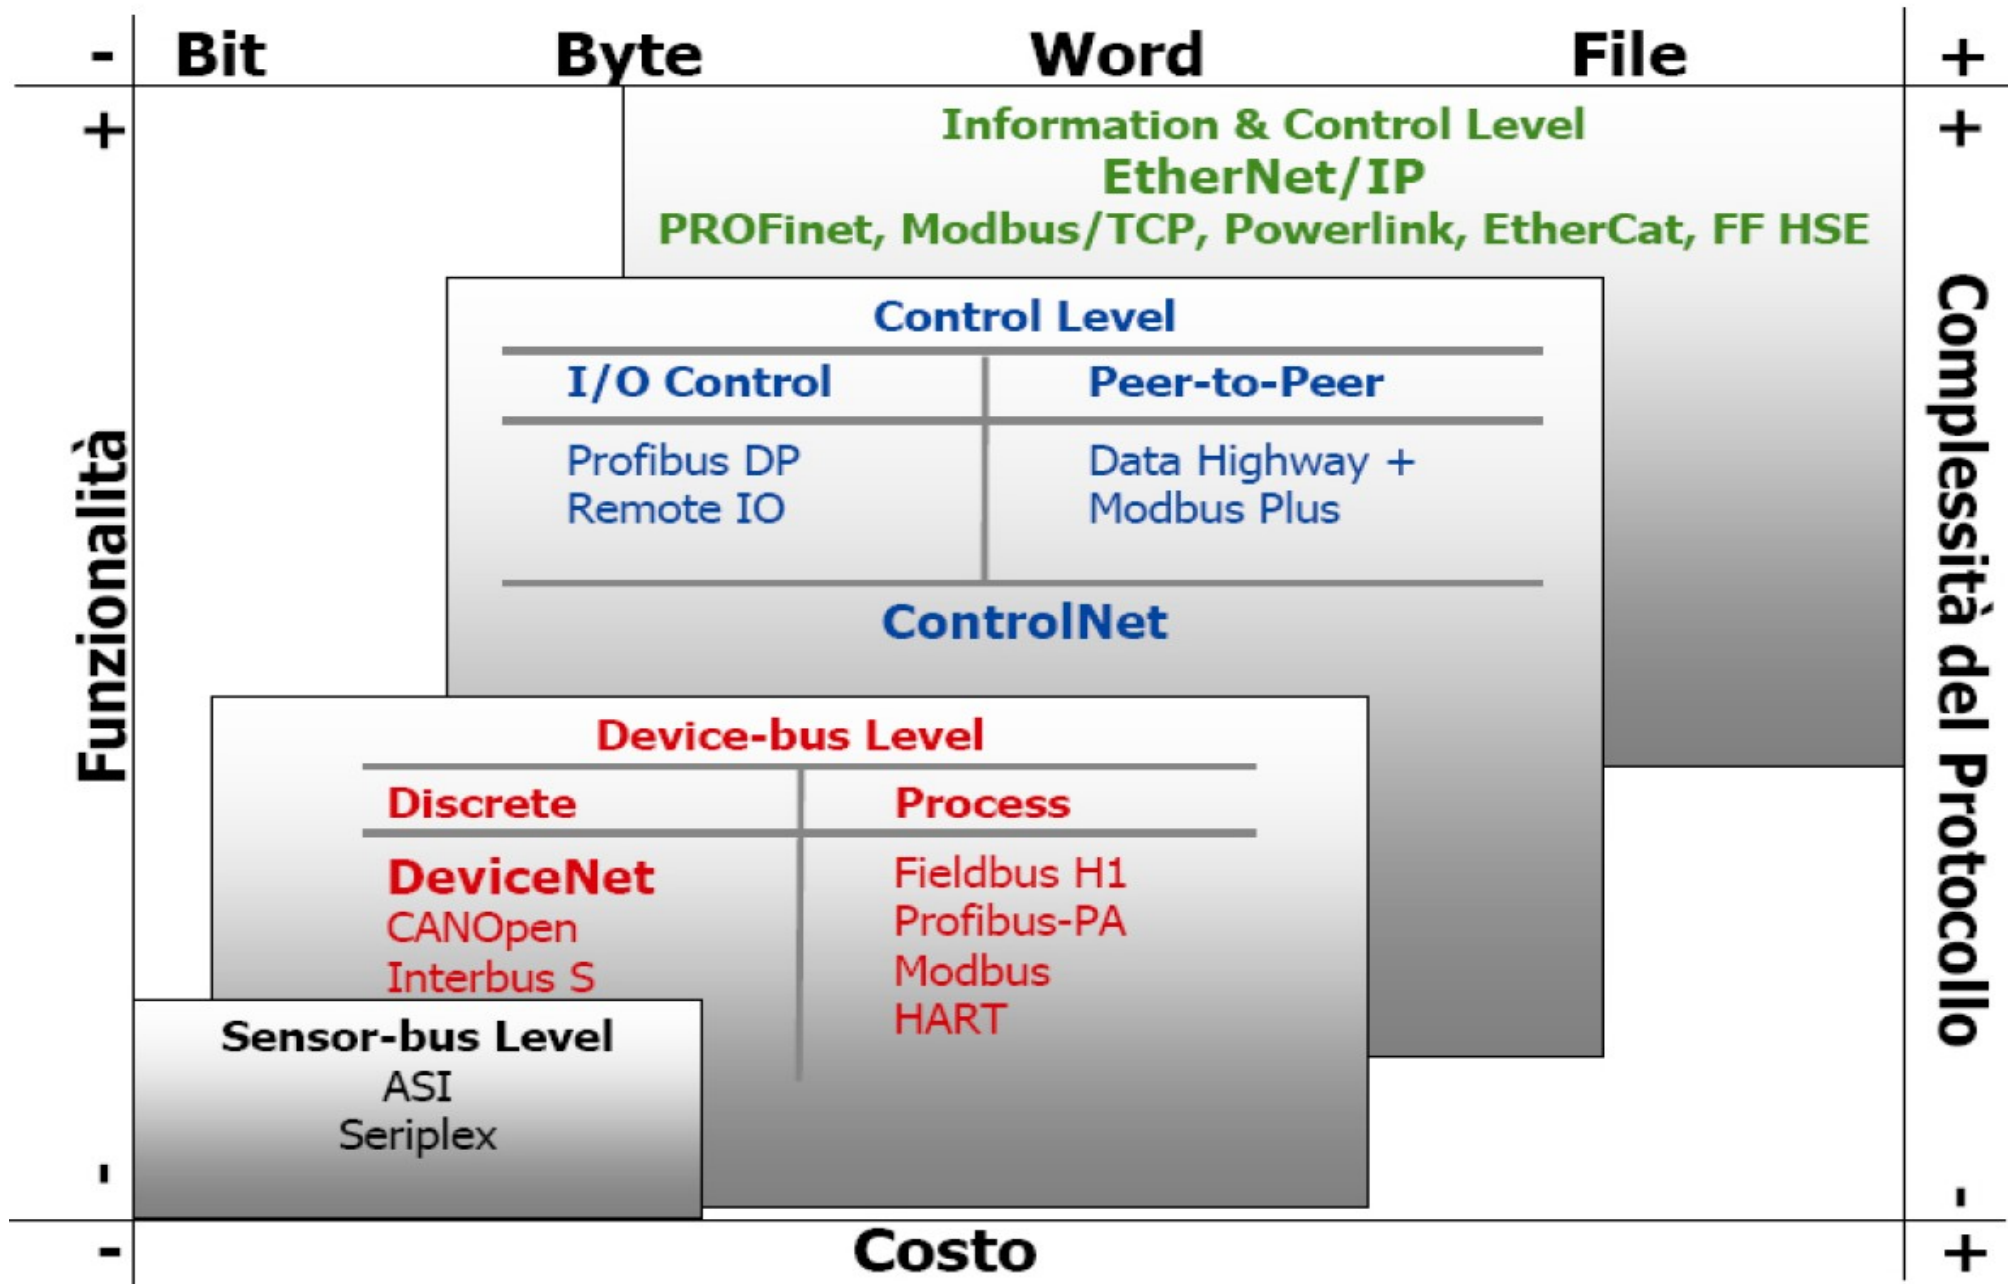 - Bit Byte Word File +
+ +
Information & Control Level
EtherNet/IP
PROFinet, Modbus/TCP, Powerlink, EtherCat, FF HSE
Control Level
I/O Control Peer-to-Peer
Profibus DP Data Highway +
Remote IO Modbus Plus
ControlNet
Funzionalità
Complessità del Protocollo
Device-bus Level
Discrete Process
DeviceNet Fieldbus H1
CANOpen Profibus-PA
Interbus S Modbus
HART
Sensor-bus Level
ASI
Seriplex
- -
- Costo +